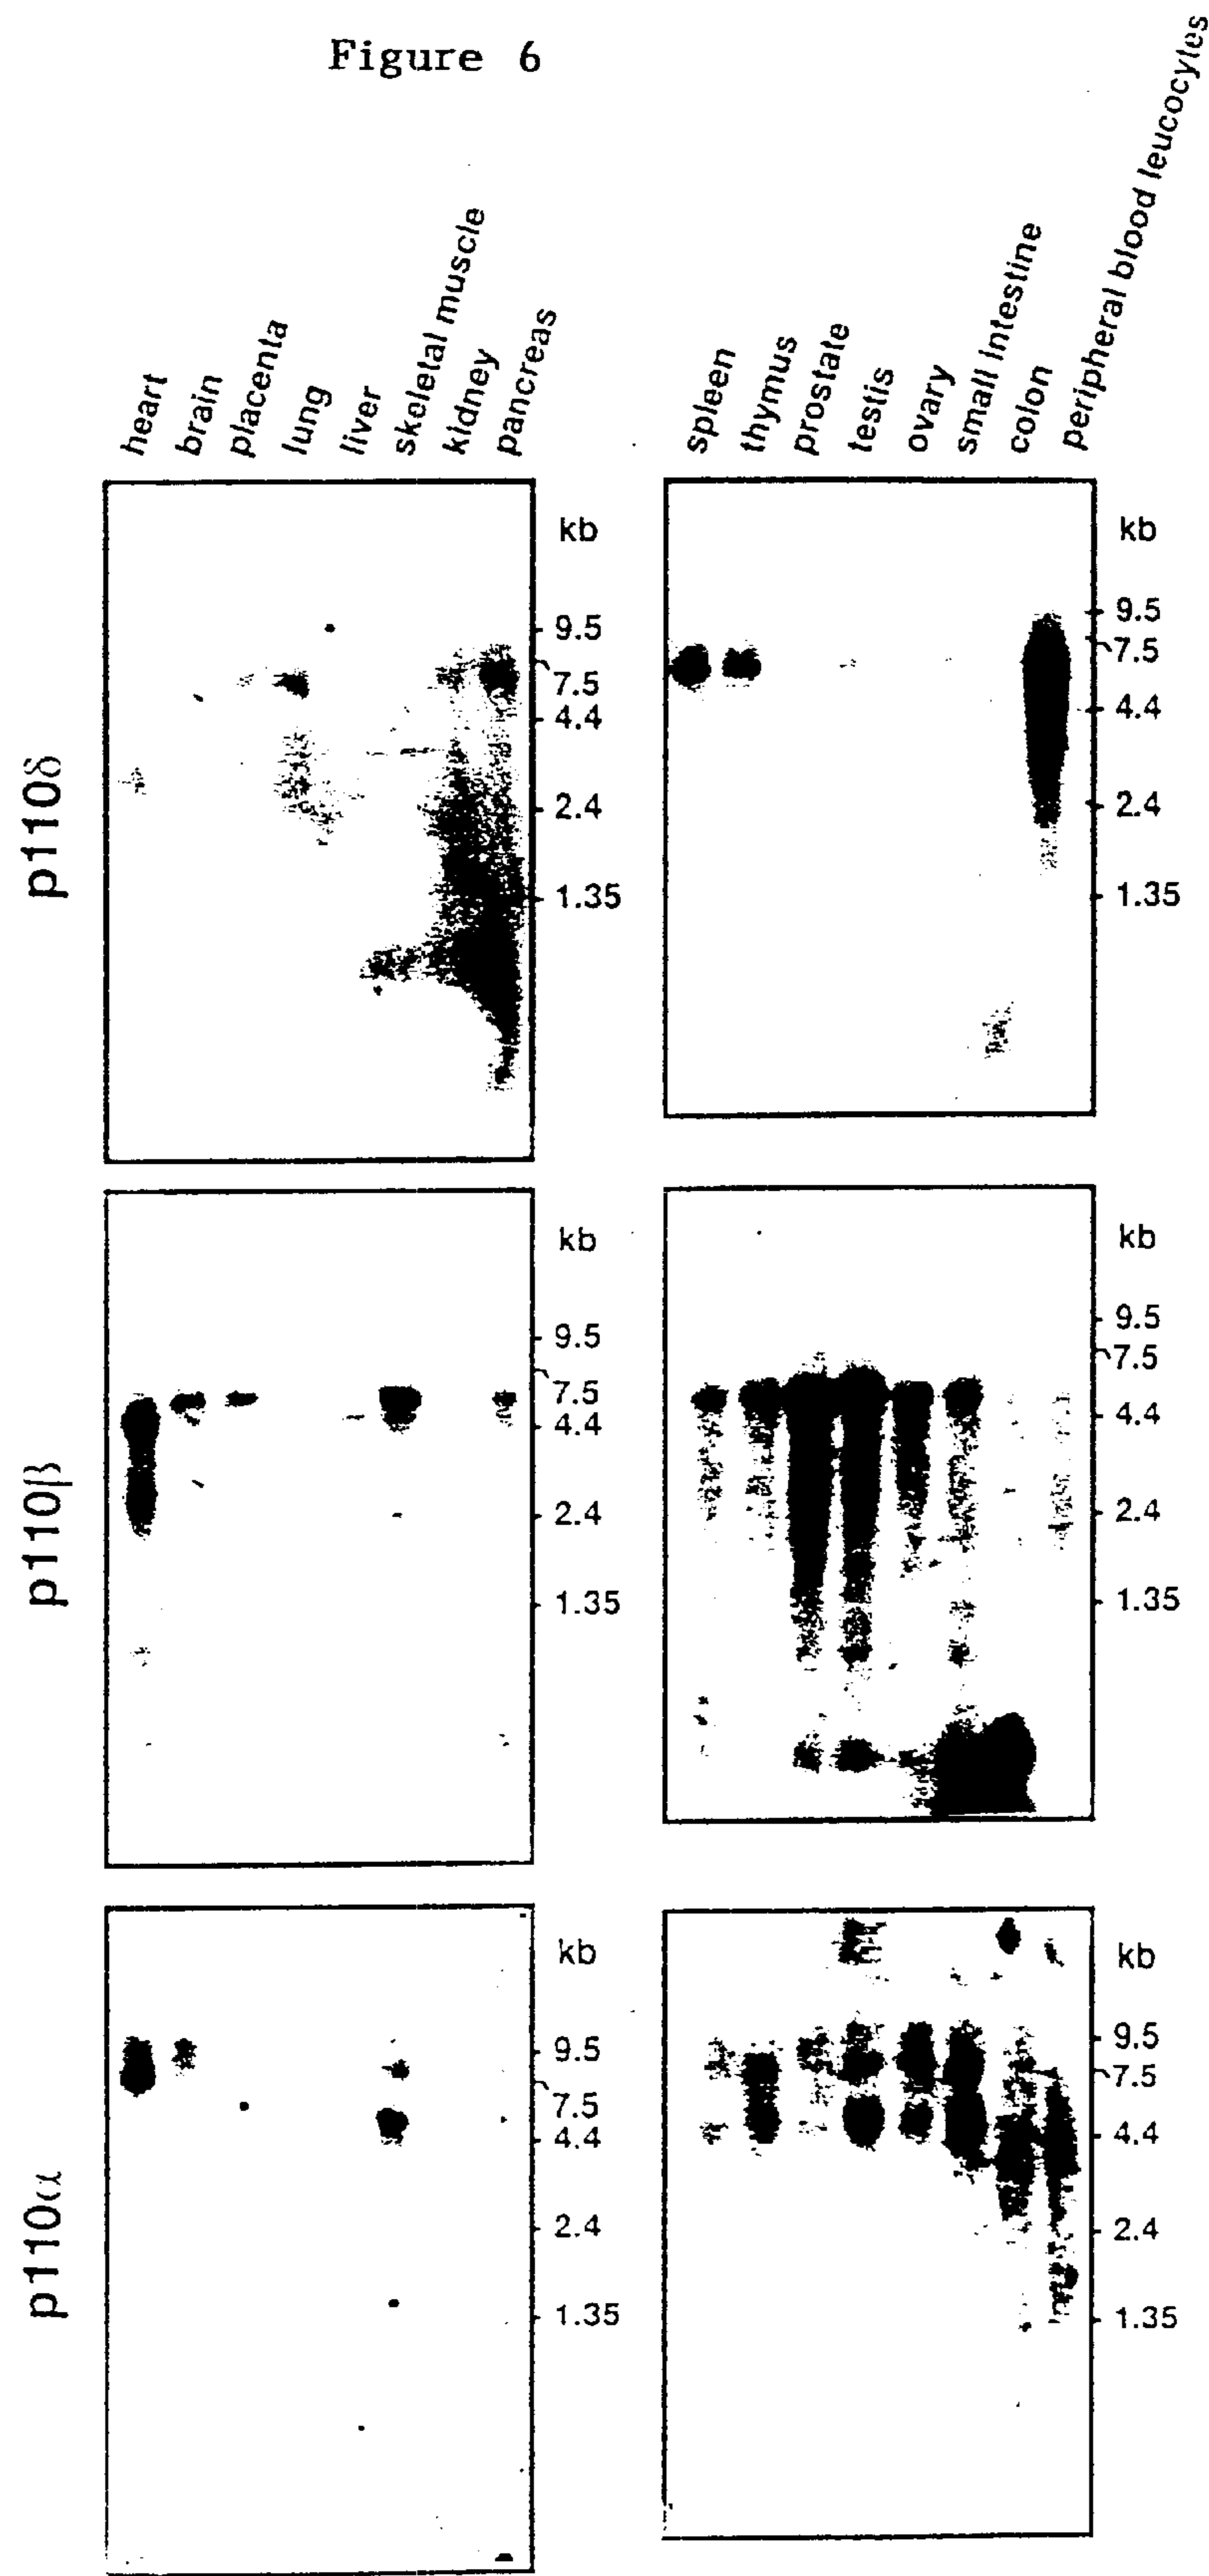 Figure 6
heart
brain
placenta
lung
liver
skeletal muscle
kidney
pancreas
spleen
thymus
prostate
testis
ovary
small intestine
colon
peripheral blood leucocytes
p110δ
kb
9.5
7.5
4.4
2.4
1.35
kb
9.5
7.5
4.4
2.4
1.35
p110β
kb
9.5
7.5
4.4
2.4
1.35
kb
9.5
7.5
4.4
2.4
1.35
p110α
kb
9.5
7.5
4.4
2.4
1.35
kb
9.5
7.5
4.4
2.4
1.35